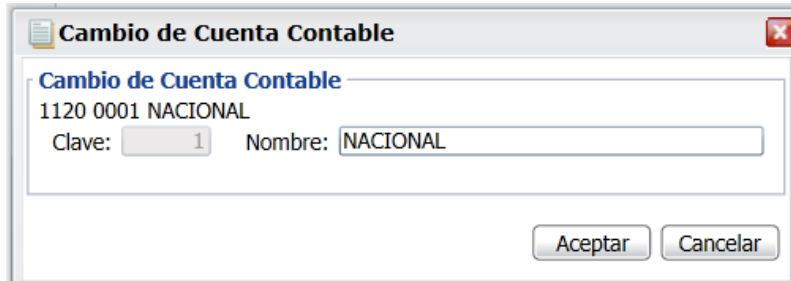 Cambio de Cuenta Contable
Cambio de Cuenta Contable
1120 0001 NACIONAL
Clave: 1 Nombre: NACIONAL
Aceptar Cancelar